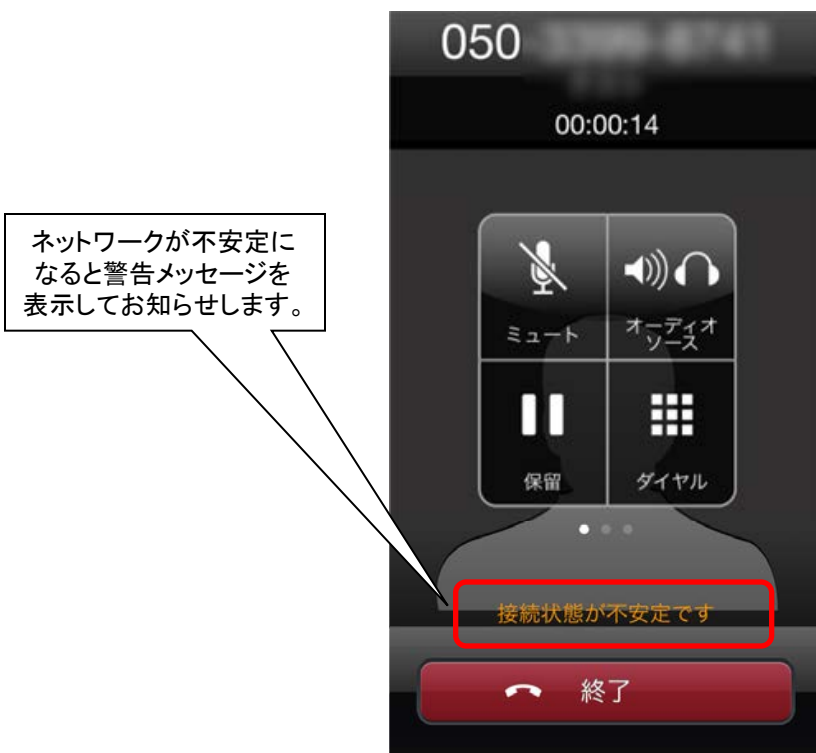 050
00:00:14
ネットワークが不安定に
なると警告メッセージを
表示してお知らせします。
ミュート
オーディオ
ソース
保留
ダイヤル
接続状態が不安定です
終了